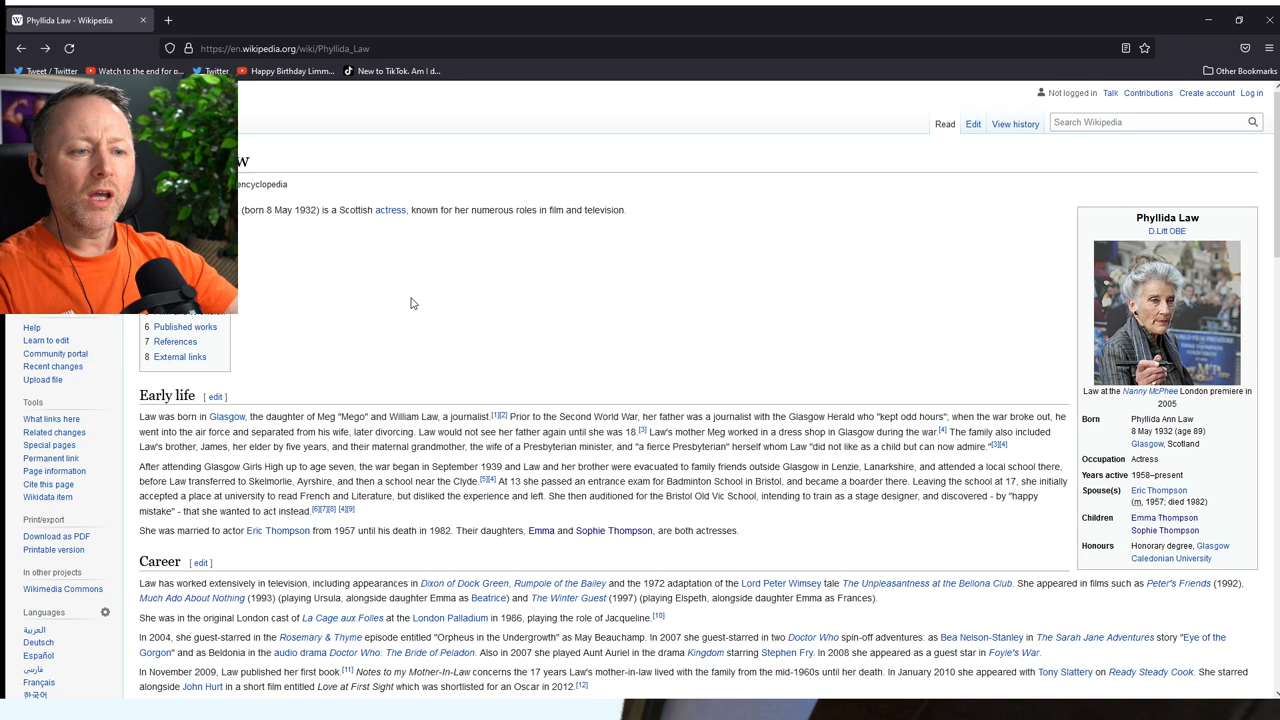 Phyllida Law - Wikipedia
https://en.wikipedia.org/wiki/Phyllida_Law
Tweet / Twitter
Watch to the end for p...
Twitter
Happy Birthday Limm...
New to TikTok. Am I d...
Other Bookmarks
Not logged in Talk Contributions Create account Log in
Read Edit View history
Search Wikipedia
w
encyclopedia
(born 8 May 1932) is a Scottish actress, known for her numerous roles in film and television.
6 Published works
7 References
8 External links
Help
Learn to edit
Community portal
Recent changes
Upload file
Tools
What links here
Related changes
Special pages
Permanent link
Page information
Cite this page
Wikidata item
Print/export
Download as PDF
Printable version
In other projects
Wikimedia Commons
Languages
العربية
Deutsch
Español
فارسی
Français
한국어
Early life [ edit ]
Law was born in Glasgow, the daughter of Meg "Mego" and William Law, a journalist.[1][2] Prior to the Second World War, her father was a journalist with the Glasgow Herald who "kept odd hours"; when the war broke out, he
went into the air force and separated from his wife, later divorcing. Law would not see her father again until she was 18.[3] Law's mother Meg worked in a dress shop in Glasgow during the war.[4] The family also included
Law's brother, James, her elder by five years, and their maternal grandmother, the wife of a Presbyterian minister, and "a fierce Presbyterian" herself whom Law "did not like as a child but can now admire."[3][4]
After attending Glasgow Girls High up to age seven, the war began in September 1939 and Law and her brother were evacuated to family friends outside Glasgow in Lenzie, Lanarkshire, and attended a local school there,
before Law transferred to Skelmorlie, Ayrshire, and then a school near the Clyde.[5][4] At 13 she passed an entrance exam for Badminton School in Bristol, and became a boarder there. Leaving the school at 17, she initially
accepted a place at university to read French and Literature, but disliked the experience and left. She then auditioned for the Bristol Old Vic School, intending to train as a stage designer, and discovered - by "happy
mistake" - that she wanted to act instead.[6][7][8] [4][9]
She was married to actor Eric Thompson from 1957 until his death in 1982. Their daughters, Emma and Sophie Thompson, are both actresses.
Career [ edit ]
Law has worked extensively in television, including appearances in Dixon of Dock Green, Rumpole of the Bailey and the 1972 adaptation of the Lord Peter Wimsey tale The Unpleasantness at the Bellona Club. She appeared in films such as Peter's Friends (1992),
Much Ado About Nothing (1993) (playing Ursula, alongside daughter Emma as Beatrice) and The Winter Guest (1997) (playing Elspeth, alongside daughter Emma as Frances).
She was in the original London cast of La Cage aux Folles at the London Palladium in 1986, playing the role of Jacqueline.[10]
In 2004, she guest-starred in the Rosemary & Thyme episode entitled "Orpheus in the Undergrowth" as May Beauchamp. In 2007 she guest-starred in two Doctor Who spin-off adventures: as Bea Nelson-Stanley in The Sarah Jane Adventures story "Eye of the
Gorgon" and as Beldonia in the audio drama Doctor Who: The Bride of Peladon. Also in 2007 she played Aunt Auriel in the drama Kingdom starring Stephen Fry. In 2008 she appeared as a guest star in Foyle's War.
In November 2009, Law published her first book.[11] Notes to my Mother-In-Law concerns the 17 years Law's mother-in-law lived with the family from the mid-1960s until her death. In January 2010 she appeared with Tony Slattery on Ready Steady Cook. She starred
alongside John Hurt in a short film entitled Love at First Sight which was shortlisted for an Oscar in 2012.[12]
Phyllida Law
D.Litt OBE
Law at the Nanny McPhee London premiere in
2005
Born Phyllida Ann Law
8 May 1932 (age 89)
Glasgow, Scotland
Occupation Actress
Years active 1958–present
Spouse(s) Eric Thompson
(m. 1957; died 1982)
Children Emma Thompson
Sophie Thompson
Honours Honorary degree, Glasgow
Caledonian University